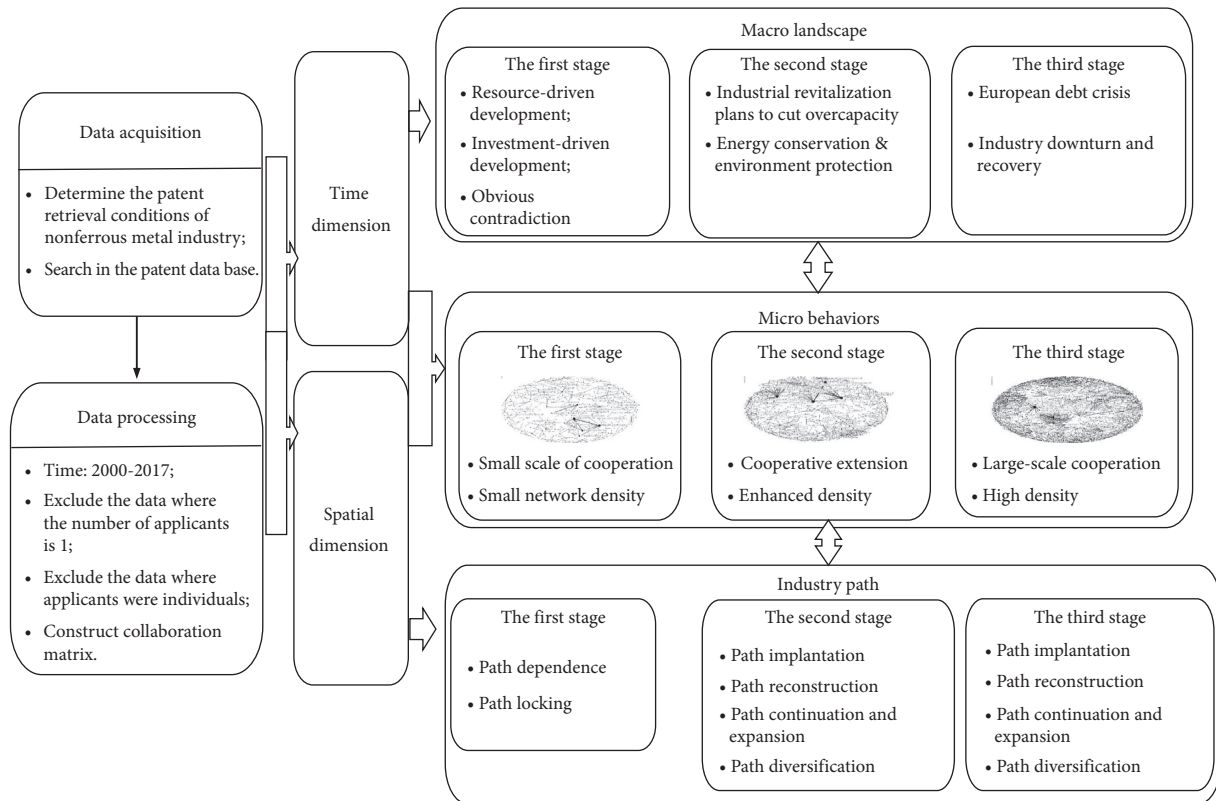 Data acquisition
• Determine the patent
retrieval conditions of
nonferrous metal industry;
• Search in the patent data base.
Data processing
• Time: 2000-2017;
• Exclude the data where
the number of applicants
is 1;
• Exclude the data where
applicants were individuals;
• Construct collaboration
matrix.
Time
dimension
Spatial
dimension
Macro landscape
The first stage
• Resource-driven
development;
• Investment-driven
development;
• Obvious
contradiction
The second stage
• Industrial revitalization
plans to cut overcapacity
• Energy conservation &
environment protection
The third stage
• European debt crisis
• Industry downturn and
recovery
Micro behaviors
The first stage
• Small scale of cooperation
• Small network density
The second stage
• Cooperative extension
• Enhanced density
The third stage
• Large-scale cooperation
• High density
Industry path
The first stage
• Path dependence
• Path locking
The second stage
• Path implantation
• Path reconstruction
• Path continuation and
expansion
• Path diversification
The third stage
• Path implantation
• Path reconstruction
• Path continuation and
expansion
• Path diversification